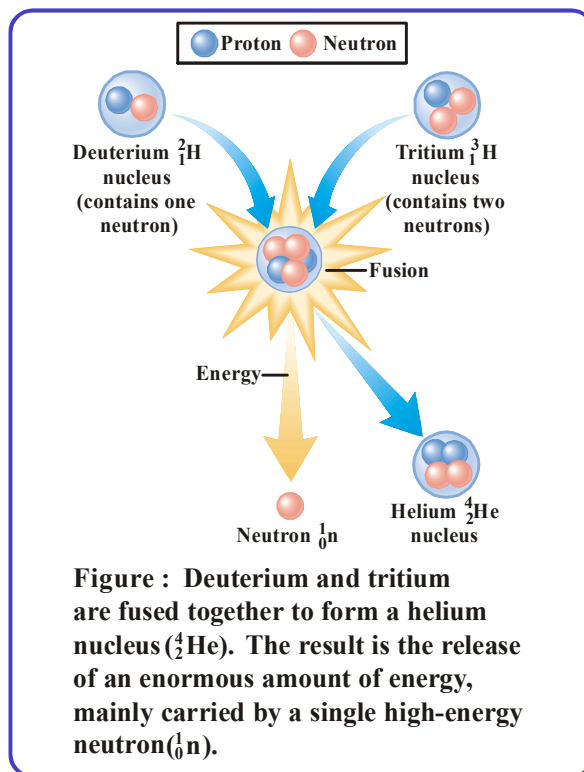 Proton Neutron
Deuterium ²₁H
nucleus
(contains one
neutron)
Tritium ³₁H
nucleus
(contains two
neutrons)
Fusion
Energy
Neutron ¹₀n
Helium ⁴₂He
nucleus
Figure : Deuterium and tritium
are fused together to form a helium
nucleus (⁴₂He). The result is the release
of an enormous amount of energy,
mainly carried by a single high-energy
neutron(¹₀n).